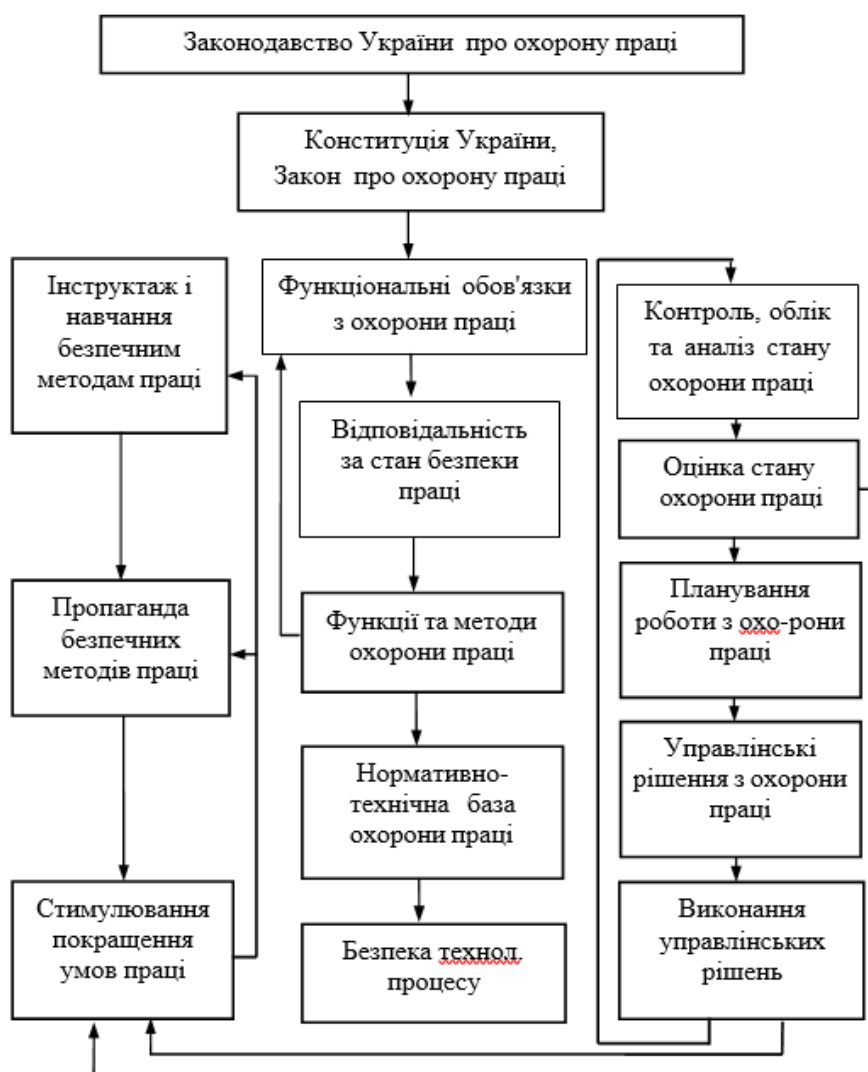 Законодавство України про охорону праці
Конституція України,
Закон про охорону праці
Інструктаж і
навчання
безпечним
методам праці
Пропаганда
безпечних
методів праці
Стимулювання
покращення
умов праці
Функціональні обов'язки
з охорони праці
Відповідальність
за стан безпеки
праці
Функції та методи
охорони праці
Нормативно-
технічна база
охорони праці
Безпека технол.
процесу
Контроль, облік
та аналіз стану
охорони праці
Оцінка стану
охорони праці
Планування
роботи з охо-рони
праці
Управлінські
рішення з охорони
праці
Виконання
управлінських
рішень